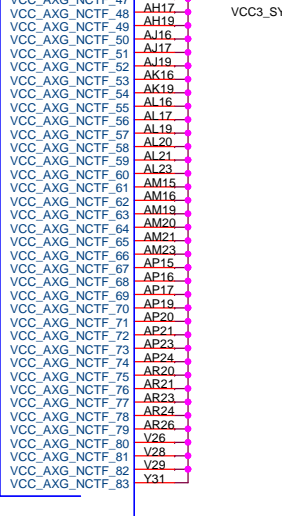 VCC_AXG_NCTF_47
VCC_AXG_NCTF_48 AH17 VCC3_SY
VCC_AXG_NCTF_49 AH19
VCC_AXG_NCTF_50 AJ16
VCC_AXG_NCTF_51 AJ17
VCC_AXG_NCTF_52 AJ19
VCC_AXG_NCTF_53 AK16
VCC_AXG_NCTF_54 AK19
VCC_AXG_NCTF_55 AL16
VCC_AXG_NCTF_56 AL17
VCC_AXG_NCTF_57 AL19
VCC_AXG_NCTF_58 AL20
VCC_AXG_NCTF_59 AL21
VCC_AXG_NCTF_60 AL23
VCC_AXG_NCTF_61 AM15
VCC_AXG_NCTF_62 AM16
VCC_AXG_NCTF_63 AM19
VCC_AXG_NCTF_64 AM20
VCC_AXG_NCTF_65 AM21
VCC_AXG_NCTF_66 AM23
VCC_AXG_NCTF_67 AP15
VCC_AXG_NCTF_68 AP16
VCC_AXG_NCTF_69 AP17
VCC_AXG_NCTF_70 AP19
VCC_AXG_NCTF_71 AP20
VCC_AXG_NCTF_72 AP21
VCC_AXG_NCTF_73 AP23
VCC_AXG_NCTF_74 AP24
VCC_AXG_NCTF_75 AR20
VCC_AXG_NCTF_76 AR21
VCC_AXG_NCTF_77 AR23
VCC_AXG_NCTF_78 AR24
VCC_AXG_NCTF_79 AR26
VCC_AXG_NCTF_80 V26
VCC_AXG_NCTF_81 V28
VCC_AXG_NCTF_82 V29
VCC_AXG_NCTF_83 Y31